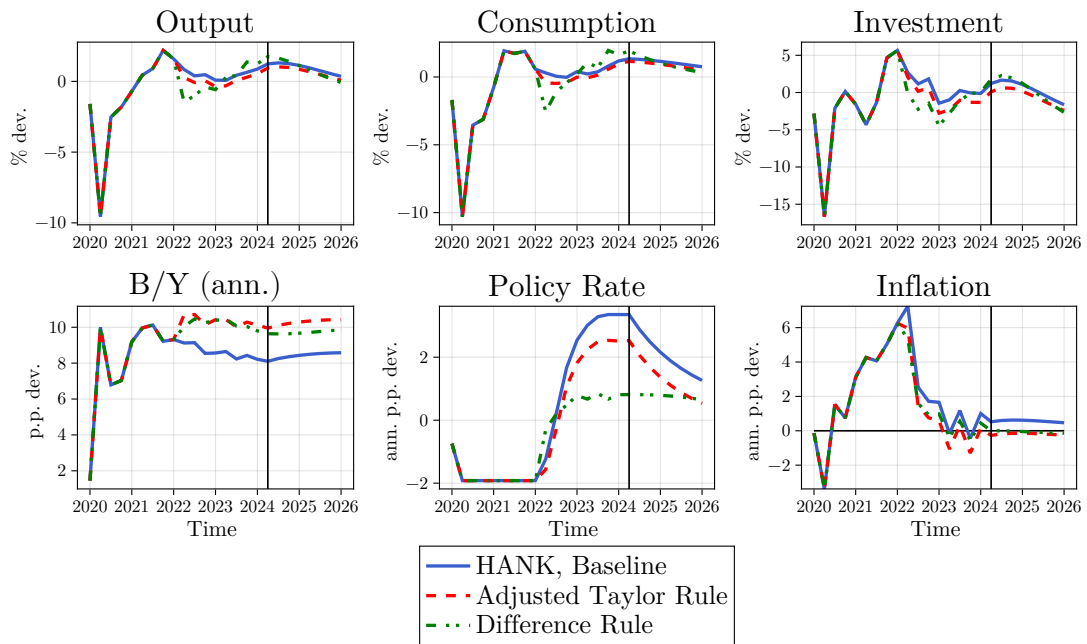 Output
Consumption
Investment
% dev.
0
−5
−10
2020 2021 2022 2023 2024 2025 2026
% dev.
0
−5
−10
2020 2021 2022 2023 2024 2025 2026
% dev.
5
0
−5
−10
−15
2020 2021 2022 2023 2024 2025 2026
B/Y (ann.)
Policy Rate
Inflation
p.p. dev.
10
8
6
4
2
2020 2021 2022 2023 2024 2025 2026
Time
ann. p.p. dev.
2
0
−2
2020 2021 2022 2023 2024 2025 2026
Time
ann. p.p. dev.
6
4
2
0
−2
2020 2021 2022 2023 2024 2025 2026
Time
HANK, Baseline
Adjusted Taylor Rule
Difference Rule